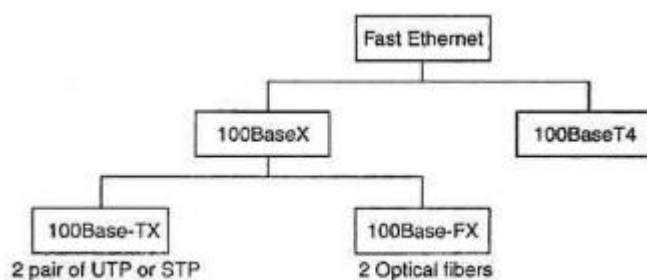 Fast Ethernet
100BaseX
100BaseT4
100Base-TX
100Base-FX
2 pair of UTP or STP
2 Optical fibers